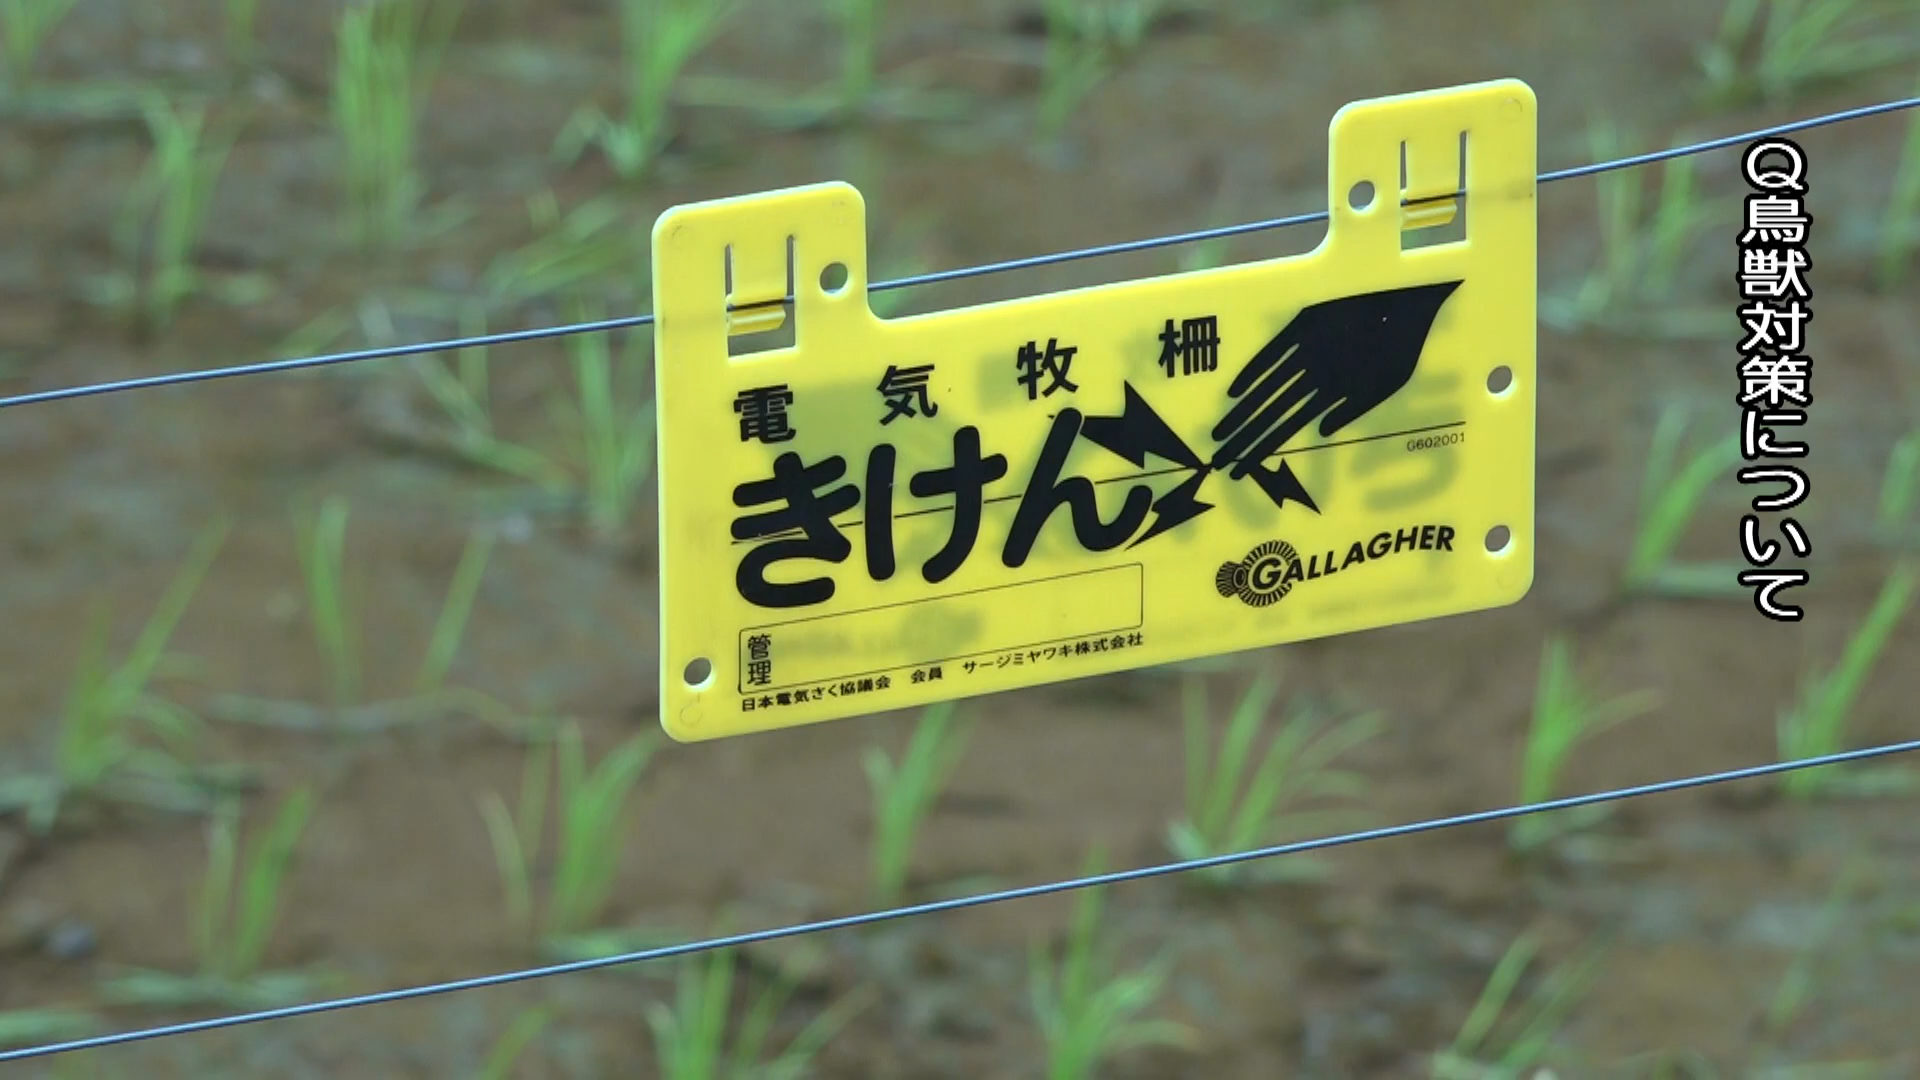 Q鳥獣対策について
電気牧柵
きけん
G602001
GALLAGHER
管理
日本電気さく協議会 会員 サージミヤワキ株式会社